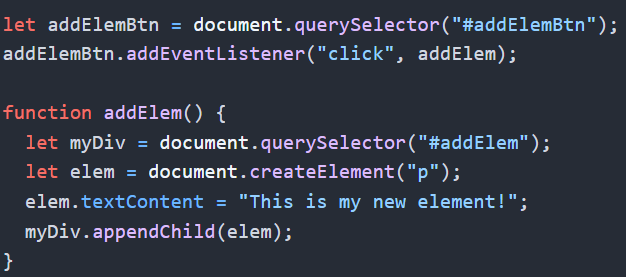 let addElemBtn = document.querySelector("#addElemBtn");
addElemBtn.addEventListener("click", addElem);

function addElem() {
  let myDiv = document.querySelector("#addElem");
  let elem = document.createElement("p");
  elem.textContent = "This is my new element!";
  myDiv.appendChild(elem);
}